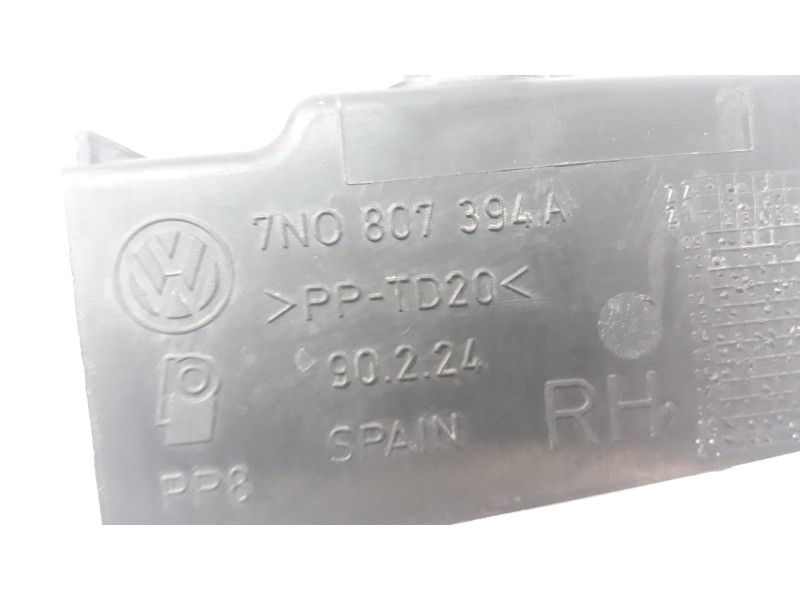 7N0 807 394 A
>PP-TD20<
90.2.24
SPAIN
RH
PP8